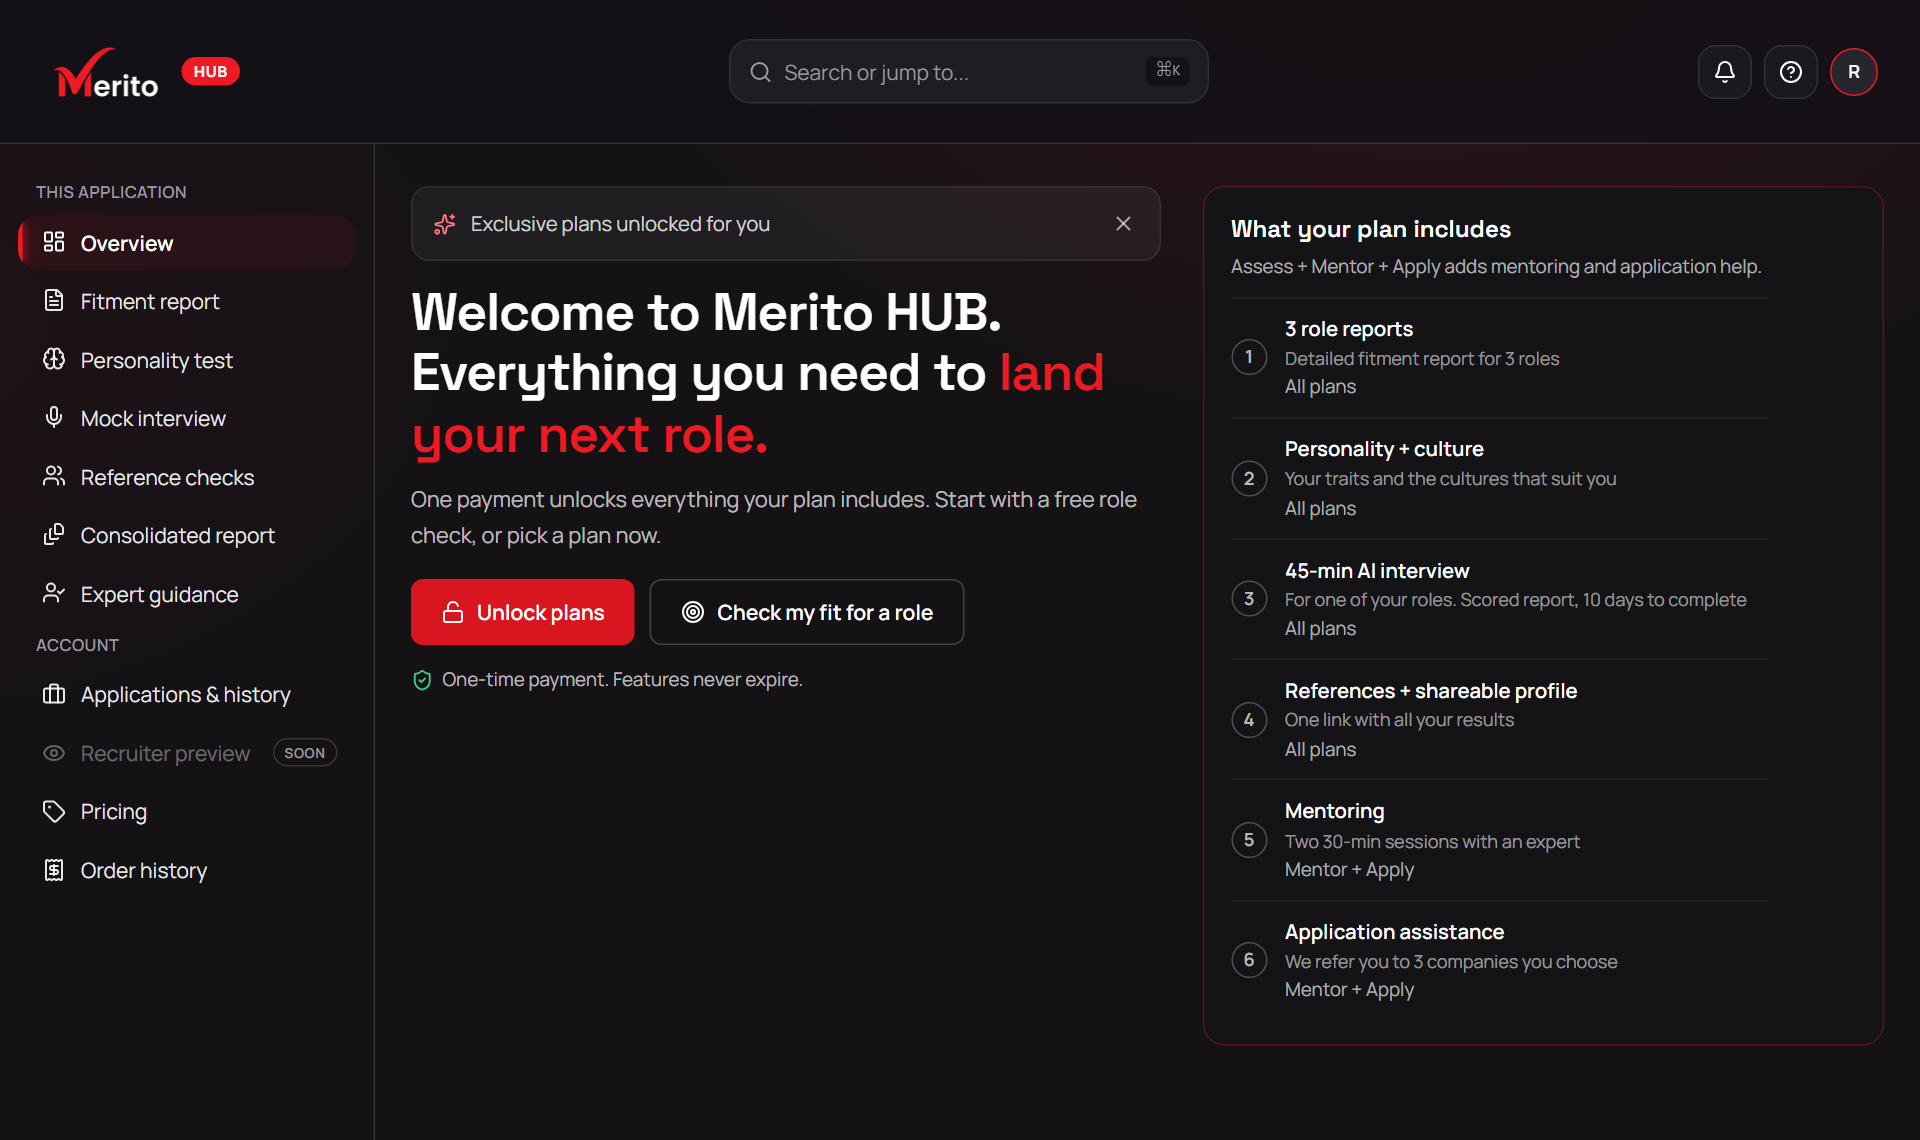 Merito HUB
Search or jump to...
⌘K
R
THIS APPLICATION
Overview
Fitment report
Personality test
Mock interview
Reference checks
Consolidated report
Expert guidance
ACCOUNT
Applications & history
Recruiter preview SOON
Pricing
Order history
Exclusive plans unlocked for you
Welcome to Merito HUB.
Everything you need to land
your next role.
One payment unlocks everything your plan includes. Start with a free role
check, or pick a plan now.
Unlock plans
Check my fit for a role
One-time payment. Features never expire.
What your plan includes
Assess + Mentor + Apply adds mentoring and application help.
1
3 role reports
Detailed fitment report for 3 roles
All plans
2
Personality + culture
Your traits and the cultures that suit you
All plans
3
45-min AI interview
For one of your roles. Scored report, 10 days to complete
All plans
4
References + shareable profile
One link with all your results
All plans
5
Mentoring
Two 30-min sessions with an expert
Mentor + Apply
6
Application assistance
We refer you to 3 companies you choose
Mentor + Apply